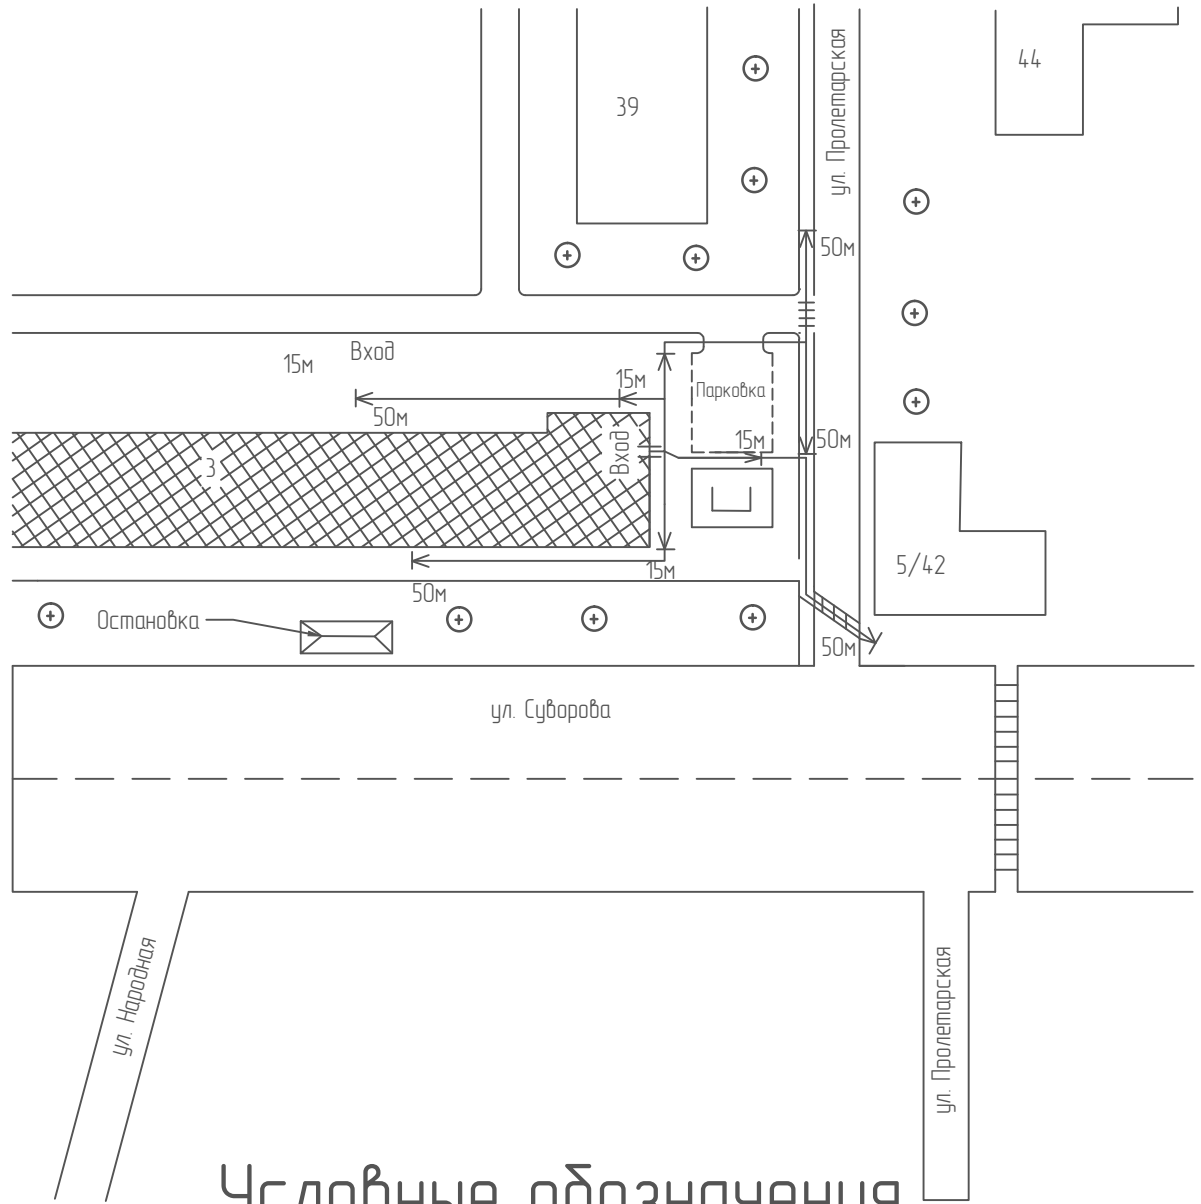 ул. Пролетарская
44
39
50м
Вход
15м
15м
Парковка
50м
Вход
15м
50м
3
5/42
15м
50м
Остановка
50м
ул. Суворова
ул. Народная
ул. Пролетарская
Условные обозначения